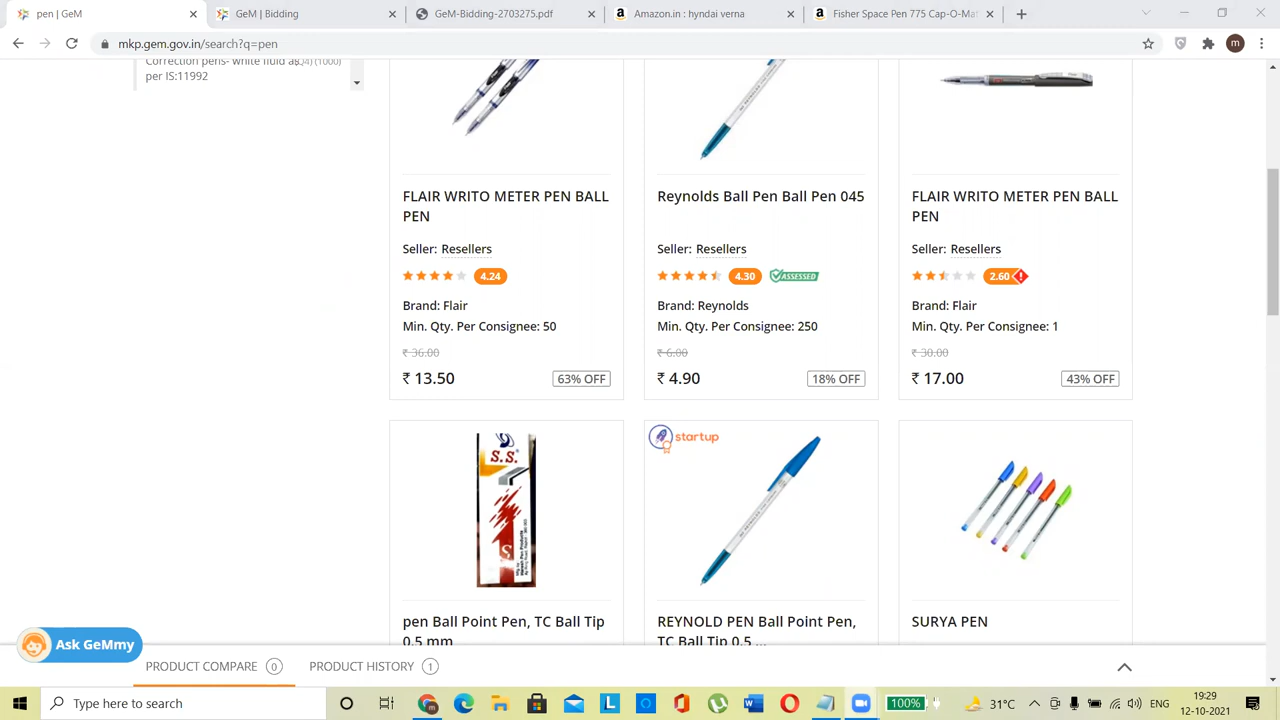 pen | GeM
GeM | Bidding
GeM-Bidding-2703275.pdf
Amazon.in : hyndai verna
Fisher Space Pen 775 Cap-O-Mat
mkp.gem.gov.in/search?q=pen
m
Correction pens- white fluid as
(1000)
per IS:11992
FLAIR WRITO METER PEN BALL
PEN
Seller: Resellers
4.24
Brand: Flair
Min. Qty. Per Consignee: 50
₹ 36.00
₹ 13.50
63% OFF
Reynolds Ball Pen Ball Pen 045
Seller: Resellers
4.30
ASSESSED
Brand: Reynolds
Min. Qty. Per Consignee: 250
₹ 6.00
₹ 4.90
18% OFF
FLAIR WRITO METER PEN BALL
PEN
Seller: Resellers
2.60
Brand: Flair
Min. Qty. Per Consignee: 1
₹ 30.00
₹ 17.00
43% OFF
S.S.
pen Ball Point Pen, TC Ball Tip
0.5 mm
startup
REYNOLD PEN Ball Point Pen,
TC Ball Tip 0.5 ...
SURYA PEN
Ask GeMmy
PRODUCT COMPARE 0
PRODUCT HISTORY 1
Type here to search
100%
31°C
ENG
19:29
12-10-2021